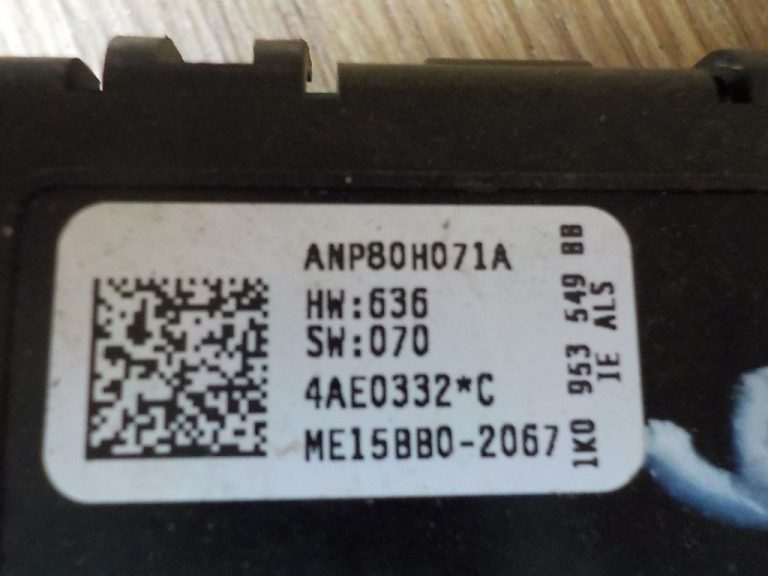 ANP80H071A
HW:636
SW:070
4AE0332*C
ME15BB0-2067
1K0 953 549 BB
IE ALS